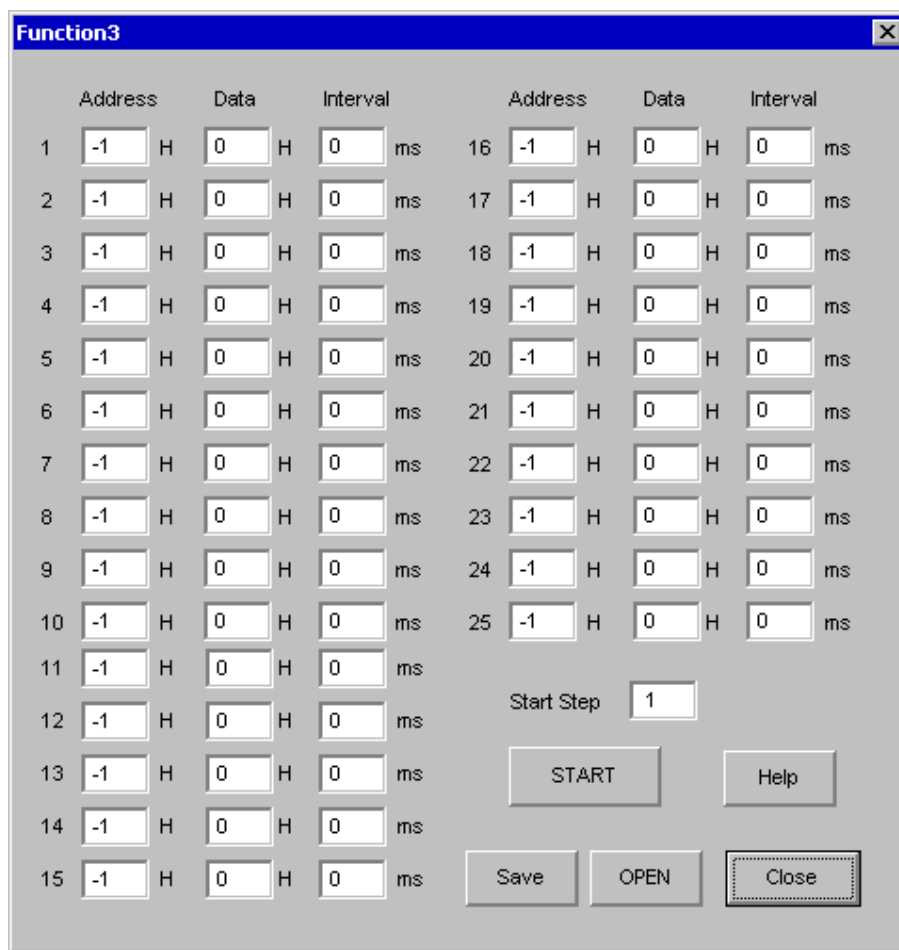 Function3
Address Data Interval Address Data Interval
1 -1 H 0 H 0 ms 16 -1 H 0 H 0 ms
2 -1 H 0 H 0 ms 17 -1 H 0 H 0 ms
3 -1 H 0 H 0 ms 18 -1 H 0 H 0 ms
4 -1 H 0 H 0 ms 19 -1 H 0 H 0 ms
5 -1 H 0 H 0 ms 20 -1 H 0 H 0 ms
6 -1 H 0 H 0 ms 21 -1 H 0 H 0 ms
7 -1 H 0 H 0 ms 22 -1 H 0 H 0 ms
8 -1 H 0 H 0 ms 23 -1 H 0 H 0 ms
9 -1 H 0 H 0 ms 24 -1 H 0 H 0 ms
10 -1 H 0 H 0 ms 25 -1 H 0 H 0 ms
11 -1 H 0 H 0 ms
12 -1 H 0 H 0 ms Start Step 1
13 -1 H 0 H 0 ms START Help
14 -1 H 0 H 0 ms
15 -1 H 0 H 0 ms Save OPEN Close